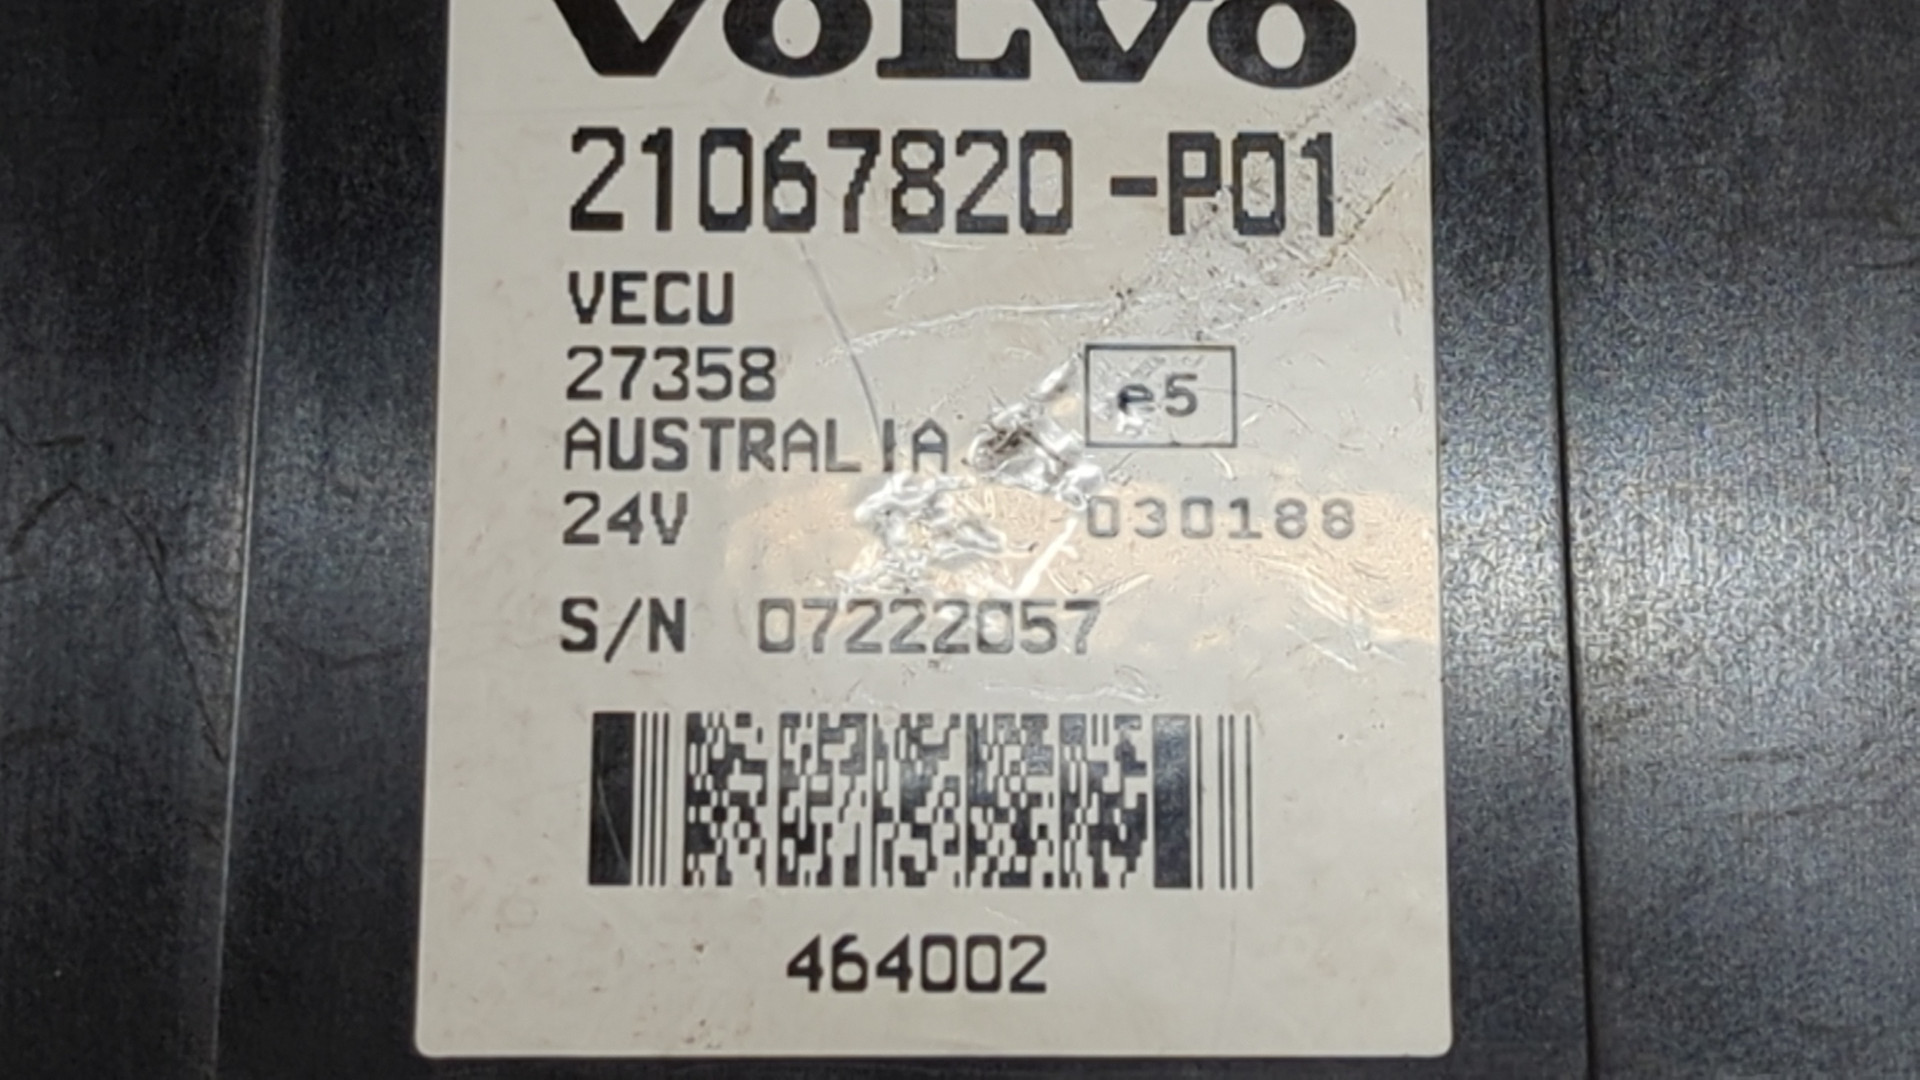 VOLVO
21067820-P01
VECU
27358
AUSTRALIA
e5
24V
030188
S/N 07222057
464002